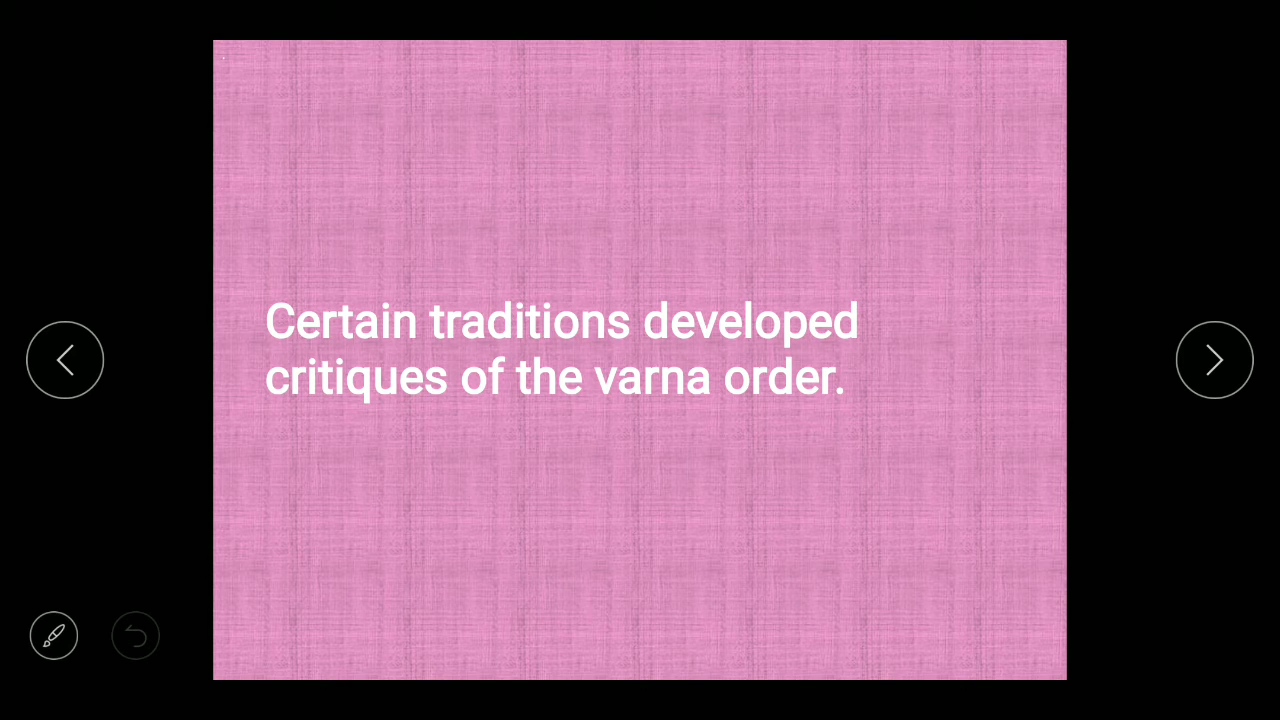 Certain traditions developed
critiques of the varna order.